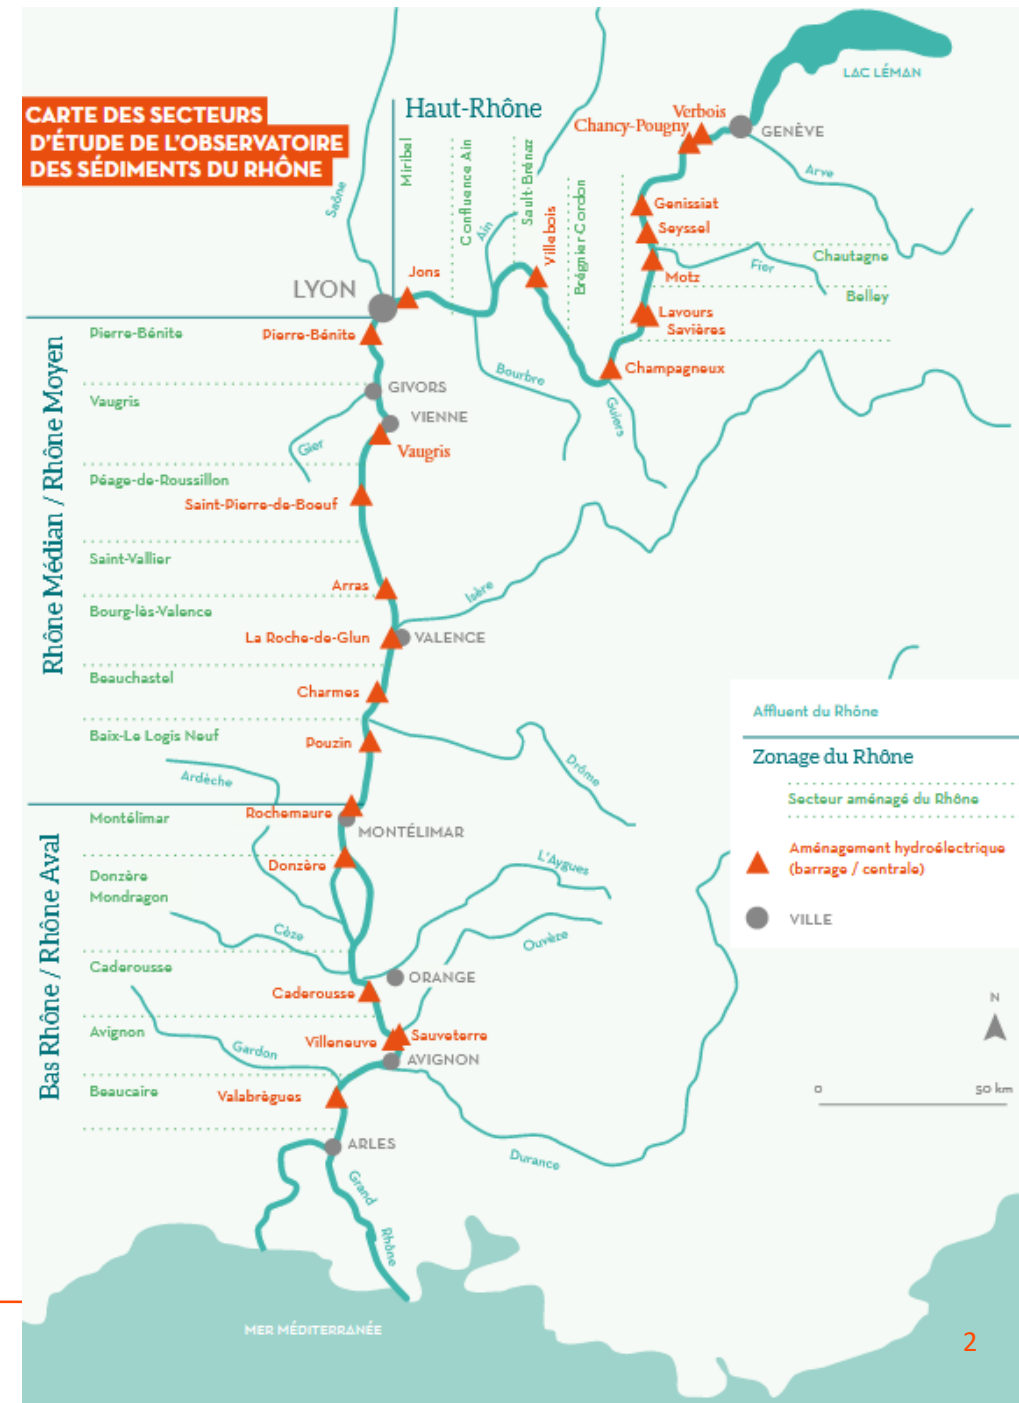 CARTE DES SECTEURS
D'ÉTUDE DE L'OBSERVATOIRE
DES SÉDIMENTS DU RHÔNE
Haut-Rhône
LAC LÉMAN
Verbois
Chancy-Pougny
GENÈVE
Arve
Saône
Miribel
Confluence Ain
Ain
Sault-Brénaz
Villebois
Brégnier Cordon
Genissiat
Seyssel
Chautagne
Fier
Motz
Belley
Lavours
Savières
Champagneux
Guiers
Bourbre
Jons
LYON
Rhône Médian / Rhône Moyen
Pierre-Bénite
Pierre-Bénite
GIVORS
Vaugris
VIENNE
Gier
Vaugris
Péage-de-Roussillon
Saint-Pierre-de-Boeuf
Saint-Vallier
Arras
Isère
Bourg-lès-Valence
La Roche-de-Glun
VALENCE
Beauchastel
Charmes
Baix-Le Logis Neuf
Pouzin
Drôme
Ardèche
Bas Rhône / Rhône Aval
Montélimar
Rochemaure
MONTÉLIMAR
Donzère
Mondragon
Donzère
L'Aygues
Ouvèze
Cèze
Caderousse
ORANGE
Caderousse
Avignon
Villeneuve
Sauveterre
AVIGNON
Gardon
Beaucaire
Valabrègues
ARLES
Durance
Grand
Rhône
MER MÉDITERRANÉE
Affluent du Rhône
Zonage du Rhône
Secteur aménagé du Rhône
Aménagement hydroélectrique
(barrage / centrale)
VILLE
N
0 50 km
2